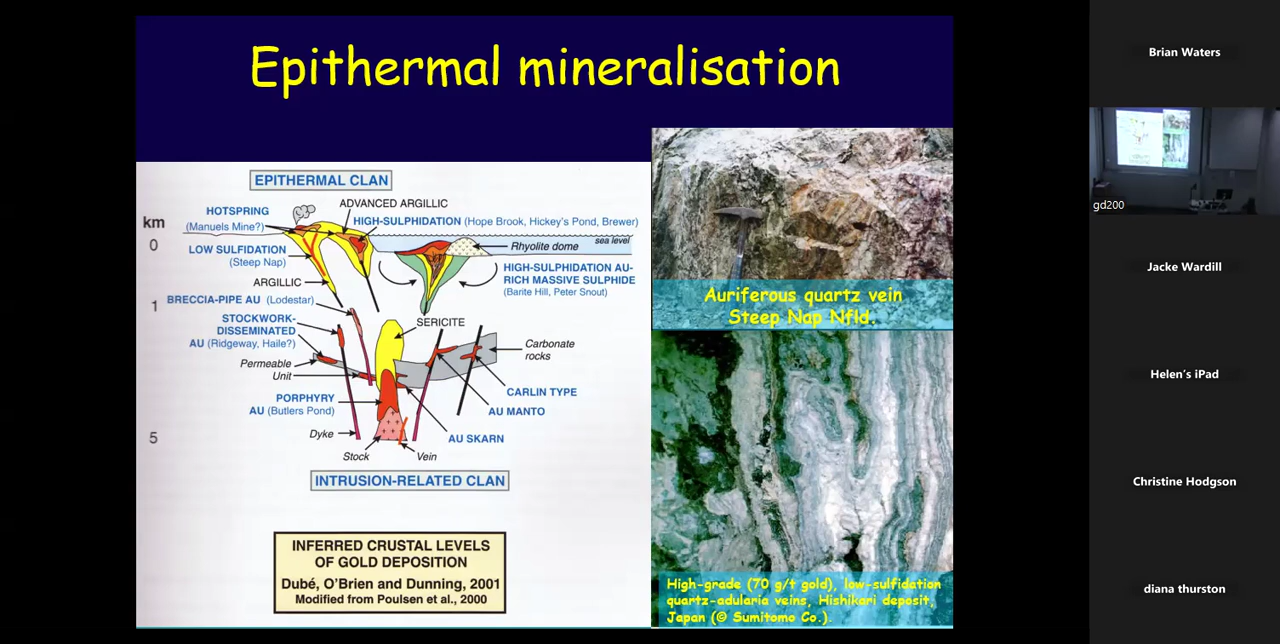 Epithermal mineralisation
EPITHERMAL CLAN
km
0
1
5
HOTSPRING
(Manuels Mine?)
ADVANCED ARGILLIC
HIGH-SULPHIDATION (Hope Brook, Hickey's Pond, Brewer)
sea level
Rhyolite dome
LOW SULFIDATION
(Steep Nap)
ARGILLIC
HIGH-SULPHIDATION AU-
RICH MASSIVE SULPHIDE
(Barite Hill, Peter Snout)
BRECCIA-PIPE AU (Lodestar)
STOCKWORK-
DISSEMINATED
AU (Ridgeway, Haile?)
SERICITE
Permeable
Unit
Carbonate
rocks
CARLIN TYPE
PORPHYRY
AU (Butlers Pond)
AU MANTO
Dyke
AU SKARN
Stock
Vein
INTRUSION-RELATED CLAN
INFERRED CRUSTAL LEVELS
OF GOLD DEPOSITION
Dubé, O'Brien and Dunning, 2001
Modified from Poulsen et al., 2000
Auriferous quartz vein
Steep Nap Nfld.
High-grade (70 g/t gold), low-sulfidation
quartz-adularia veins, Hishikari deposit,
Japan (© Sumitomo Co.).
Brian Waters
gd200
Jacke Wardill
Helen's iPad
Christine Hodgson
diana thurston